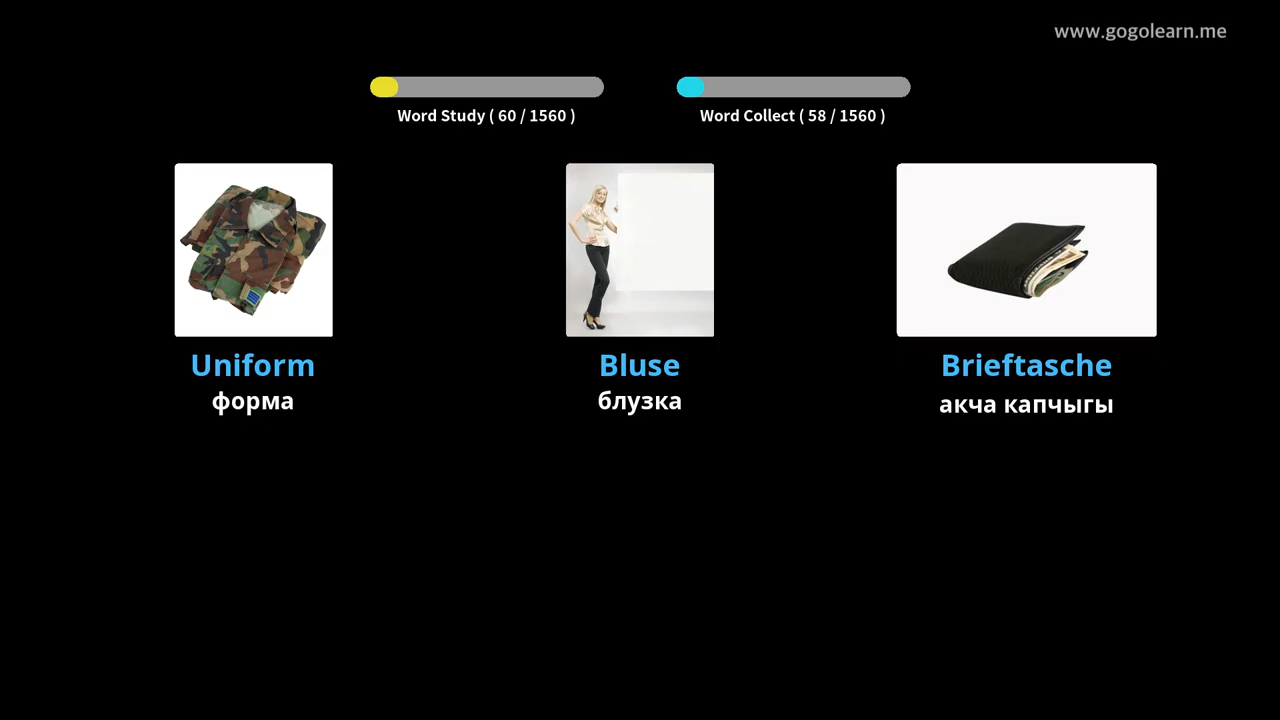 www.gogolearn.me
Word Study ( 60 / 1560 )
Word Collect ( 58 / 1560 )
Uniform
форма
Bluse
блузка
Brieftasche
акча капчыгы